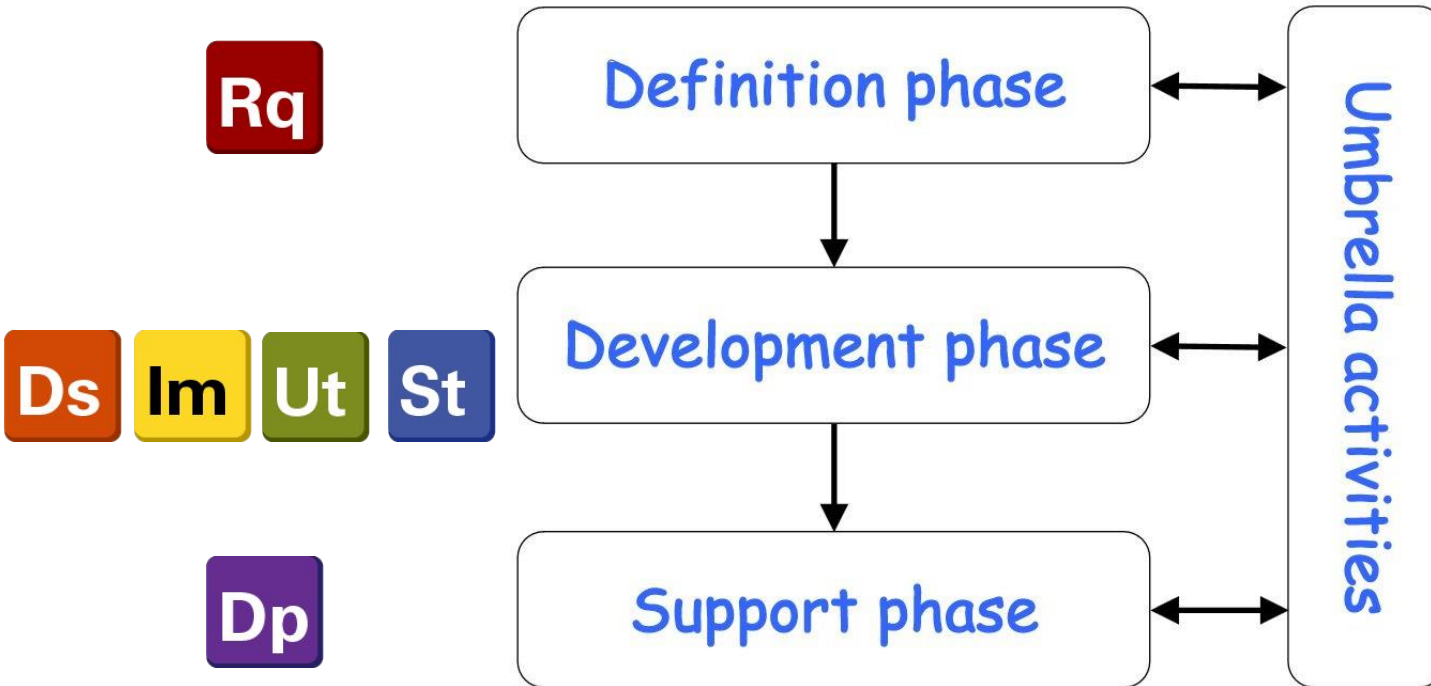 Rq
Definition phase
Ds
Im
Ut
St
Development phase
Dp
Support phase
Umbrella activities